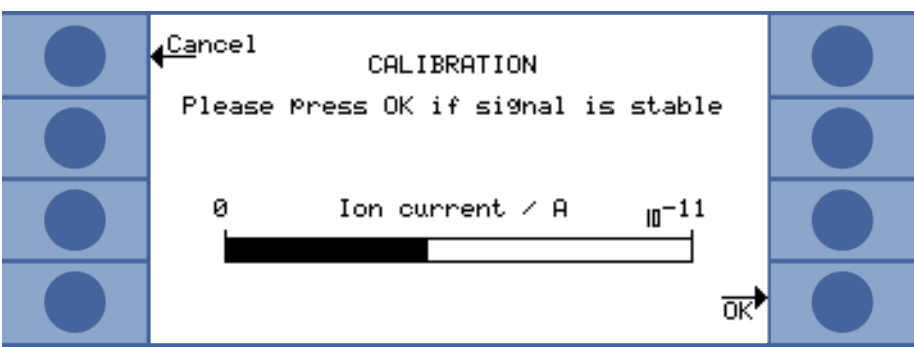 Cancel
CALIBRATION
Please press OK if signal is stable
0 Ion current / A 10⁻¹¹
OK